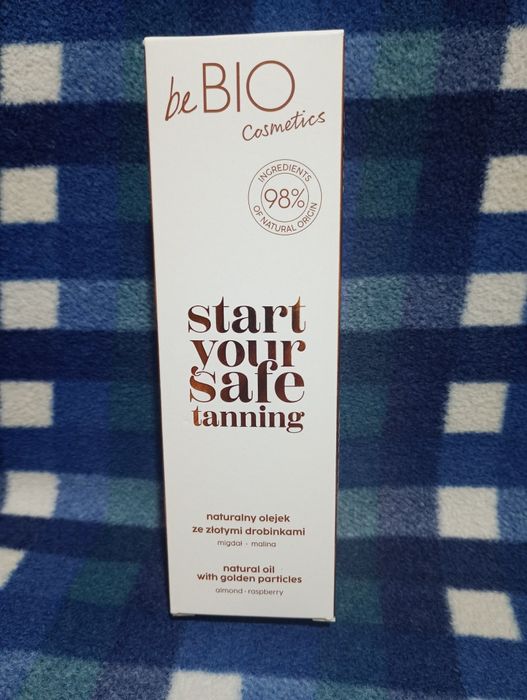 beBIO
Cosmetics
INGREDIENTS
98%
OF NATURAL ORIGIN
start
your
safe
tanning
naturalny olejek
ze złotymi drobinkami
migdał • malina
natural oil
with golden particles
almond • raspberry